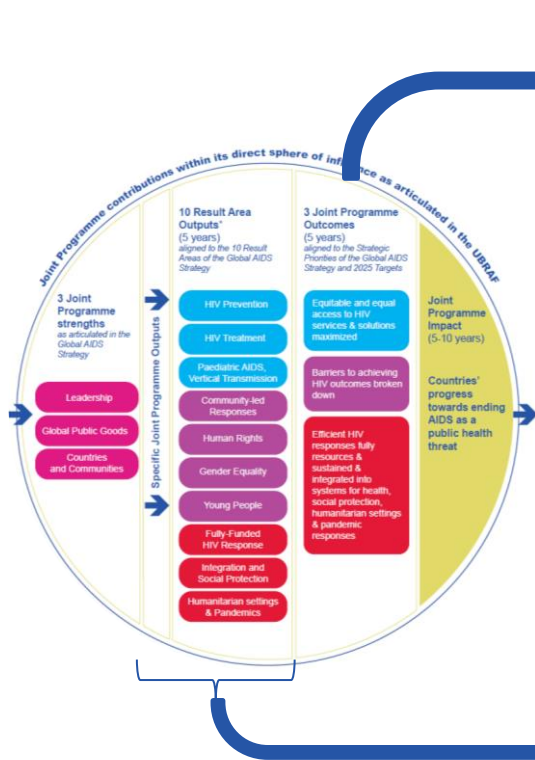 Joint Programme contributions within its direct sphere of influence as articulated in the UBRAF
3 Joint
Programme
strengths
as articulated in the
Global AIDS
Strategy
Leadership
Global Public Goods
Countries
and Communities
Specific Joint Programme Outputs
10 Result Area
Outputs*
(5 years)
aligned to the 10 Result
Areas of the Global AIDS
Strategy
HIV Prevention
HIV Treatment
Paediatric AIDS,
Vertical Transmission
Community-led
Responses
Human Rights
Gender Equality
Young People
Fully-Funded
HIV Response
Integration and
Social Protection
Humanitarian settings
& Pandemics
3 Joint Programme
Outcomes
(5 years)
aligned to the Strategic
Priorities of the Global AIDS
Strategy and 2025 Targets
Equitable and equal
access to HIV
services & solutions
maximized
Barriers to achieving
HIV outcomes broken
down
Efficient HIV
responses fully
resources &
sustained &
integrated into
systems for health,
social protection,
humanitarian settings
& pandemic
responses
Joint
Programme
Impact
(5-10 years)
Countries'
progress
towards ending
AIDS as a
public health
threat